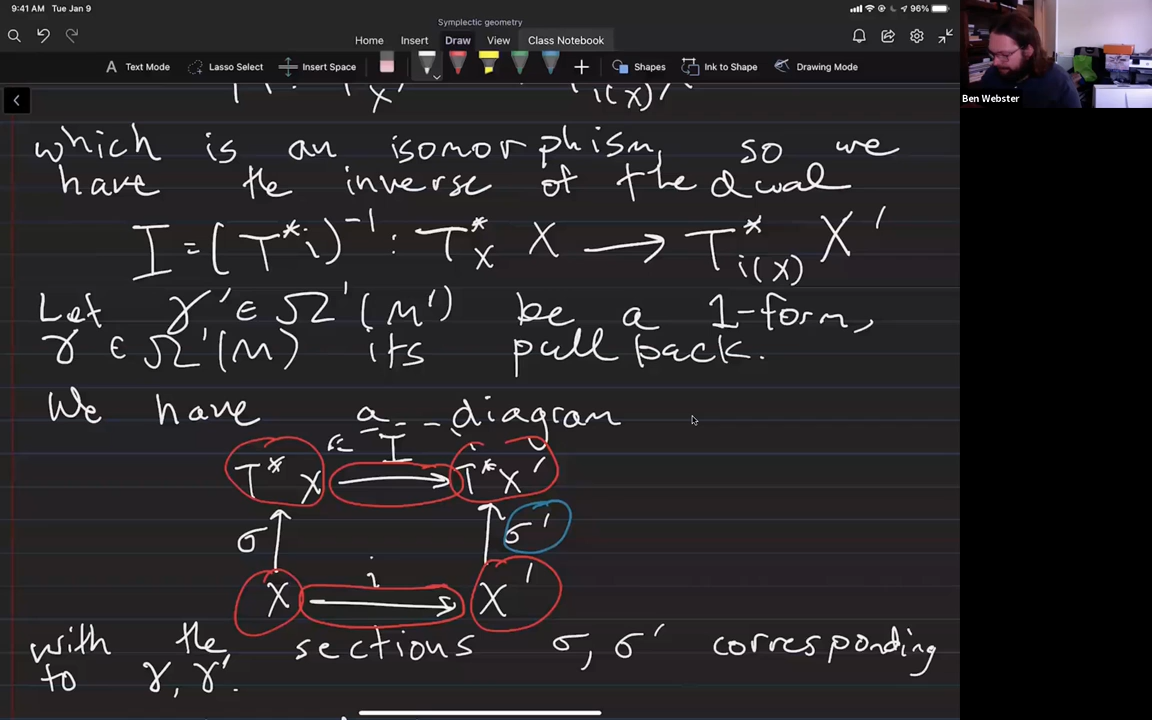 9:41 AM Tue Jan 9
96%
Symplectic geometry
Home Insert Draw View Class Notebook
Text Mode Lasso Select Insert Space Shapes Ink to Shape Drawing Mode
Ben Webster
which is an isomorphism, so we
have the inverse of the dual
I = (T*i)⁻¹ : T*_x X → T*_{i(x)} X'
Let γ' ∈ Ω'(M') be a 1-form,
γ ∈ Ω'(M) its pull back.
We have a diagram
I
T* X → T* X'
σ ↑ ↑ σ'
i
X → X'
with the sections σ, σ' corresponding
to γ, γ'.